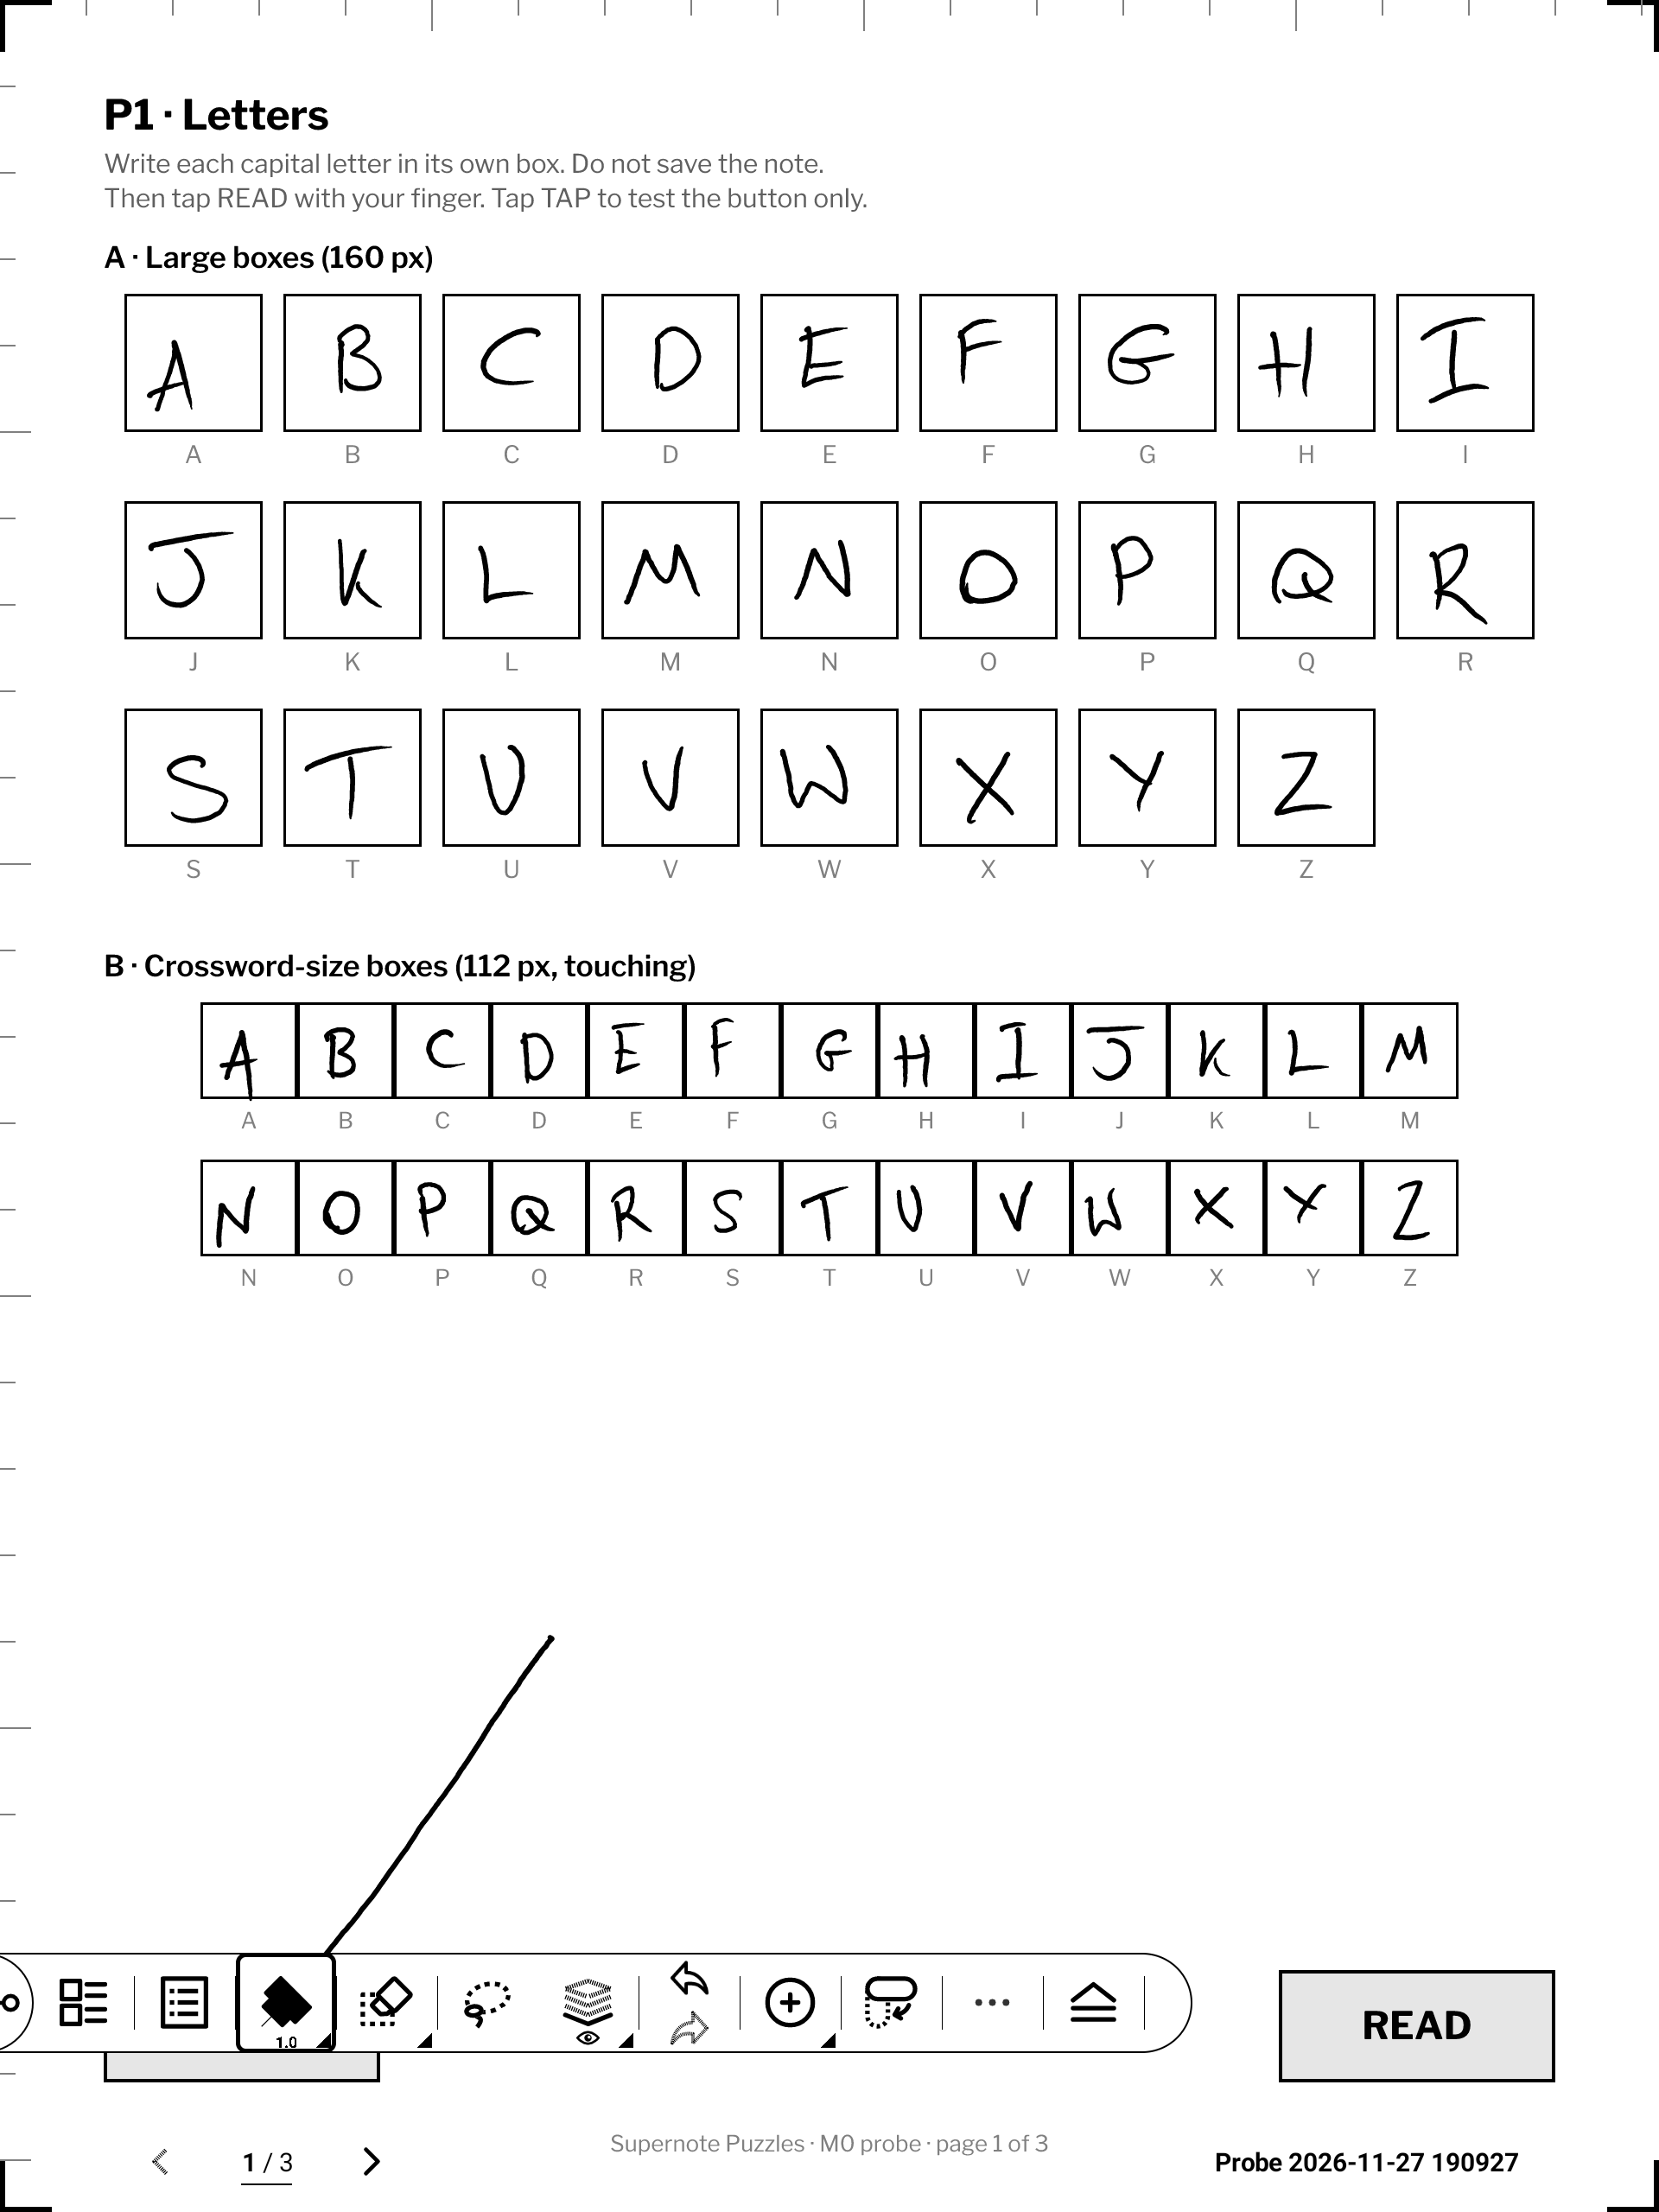 P1 · Letters
Write each capital letter in its own box. Do not save the note.
Then tap READ with your finger. Tap TAP to test the button only.
A · Large boxes (160 px)
A B C D E F G H I
A B C D E F G H I
J K L M N O P Q R
J K L M N O P Q R
S T U V W X Y Z
S T U V W X Y Z
B · Crossword-size boxes (112 px, touching)
A B C D E F G H I J K L M
A B C D E F G H I J K L M
N O P Q R S T U V W X Y Z
N O P Q R S T U V W X Y Z
1.0
READ
1 / 3
Supernote Puzzles · M0 probe · page 1 of 3
Probe 2026-11-27 190927